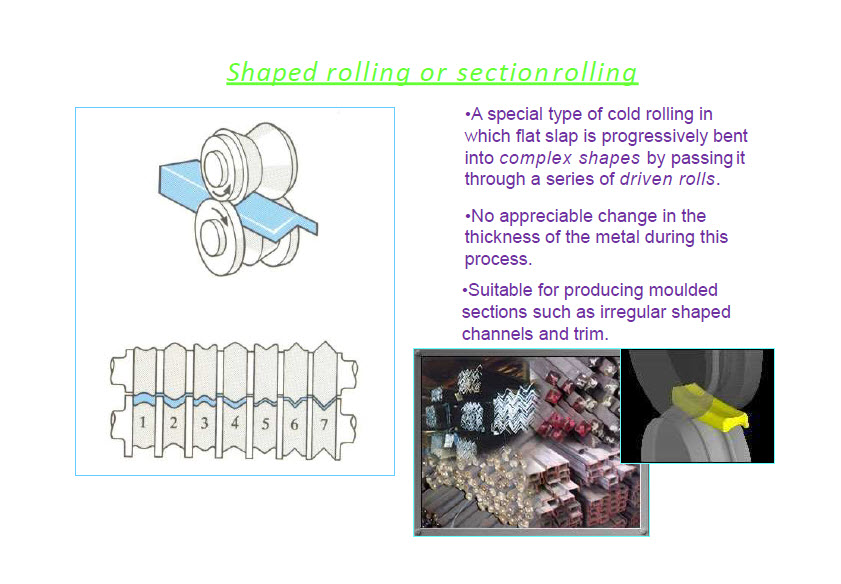 Shaped rolling or section rolling
•A special type of cold rolling in
which flat slap is progressively bent
into complex shapes by passing it
through a series of driven rolls.
•No appreciable change in the
thickness of the metal during this
process.
•Suitable for producing moulded
sections such as irregular shaped
channels and trim.
1 2 3 4 5 6 7